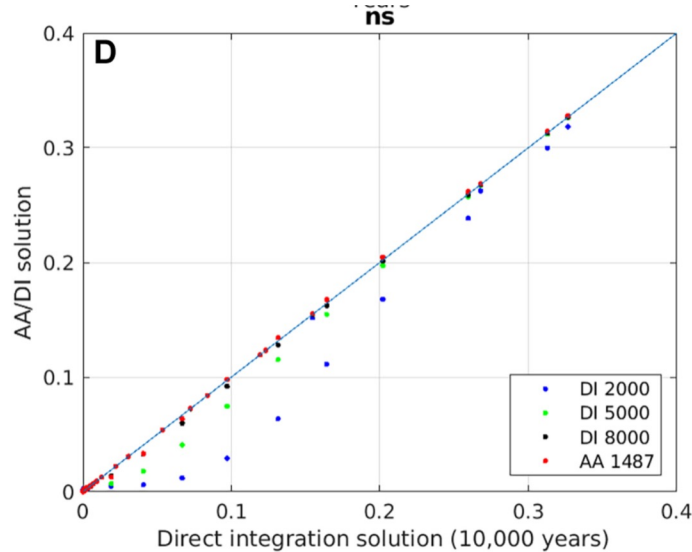 ns
D
0.4
0.3
0.2
0.1
0
AA/DI solution
DI 2000
DI 5000
DI 8000
AA 1487
0 0.1 0.2 0.3 0.4
Direct integration solution (10,000 years)